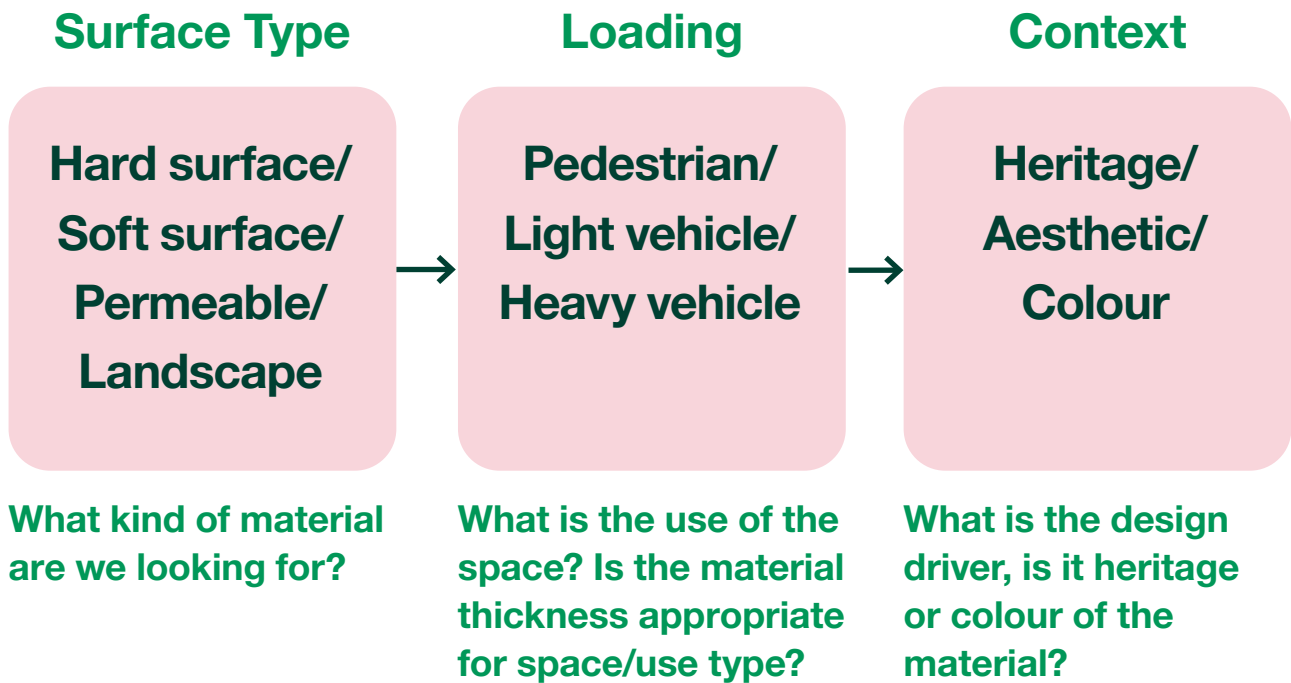 Surface Type
Hard surface/
Soft surface/
Permeable/
Landscape
What kind of material
are we looking for?
Loading
Pedestrian/
Light vehicle/
Heavy vehicle
What is the use of the
space? Is the material
thickness appropriate
for space/use type?
Context
Heritage/
Aesthetic/
Colour
What is the design
driver, is it heritage
or colour of the
material?